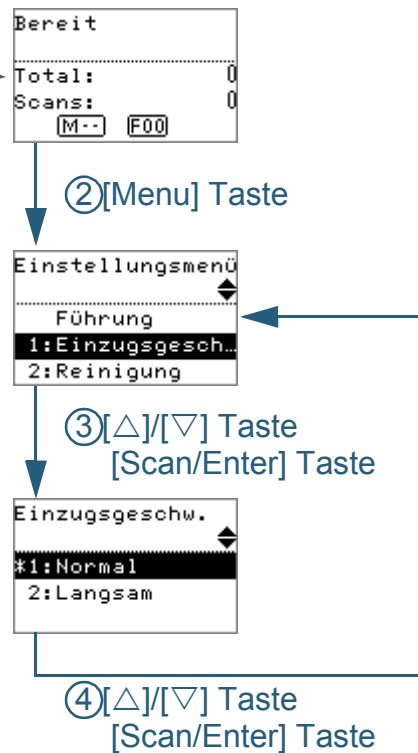 Bereit
Total: 0
Scans: 0
M-- F00
②[Menu] Taste
Einstellungsmenü
Führung
1:Einzugsgesch…
2:Reinigung
③[△]/[▽] Taste
[Scan/Enter] Taste
Einzugsgeschw.
*1:Normal
2:Langsam
④[△]/[▽] Taste
[Scan/Enter] Taste